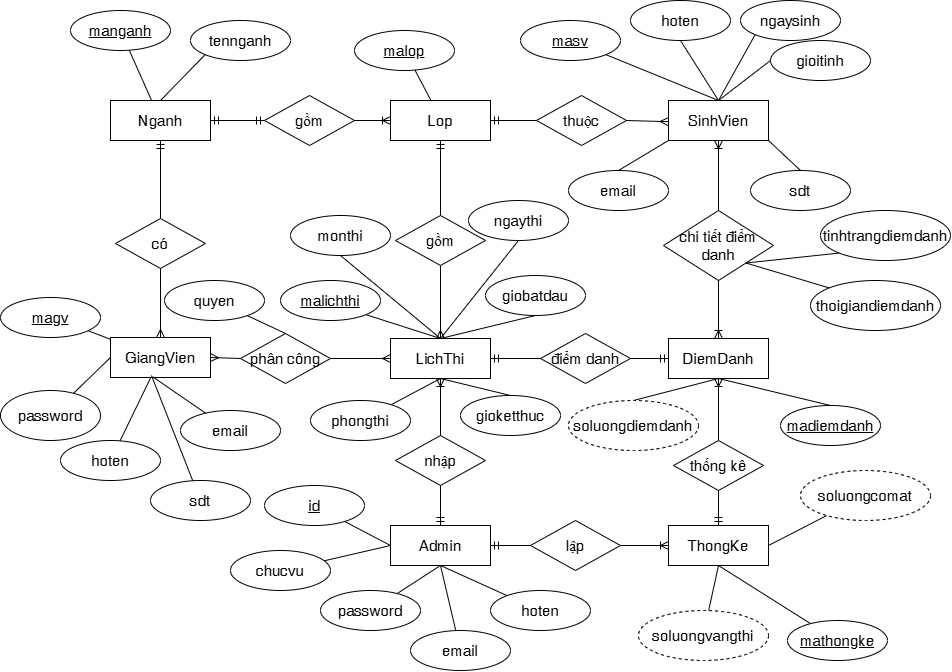 manganh
tennganh
malop
masv
hoten
ngaysinh
gioitinh
Nganh
gồm
Lop
thuộc
SinhVien
email
sdt
có
monthi
gồm
ngaythi
chi tiết điểm
danh
tinhtrangdiemdanh
magv
quyen
malichthi
giobatdau
thoigiandiemdanh
GiangVien
phân công
LichThi
điểm danh
DiemDanh
password
hoten
sdt
email
phongthi
gioketthuc
soluongdiemdanh
madiemdanh
nhập
thống kê
id
soluongcomat
chucvu
Admin
lập
ThongKe
password
email
hoten
soluongvangthi
mathongke